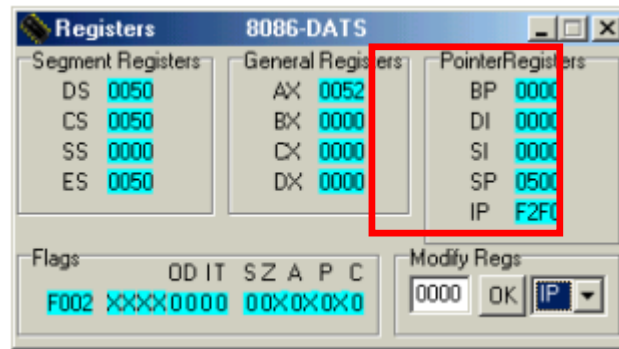 Registers 8086-DATS
Segment Registers General Registers PointerRegisters
DS 0050 AX 0052 BP 0000
CS 0050 BX 0000 DI 0000
SS 0000 CX 0000 SI 0000
ES 0050 DX 0000 SP 0500
IP F2F0
Flags OD IT SZ A P C Modify Regs
F002 XXXX0000 00X0X0X0 0000 OK IP